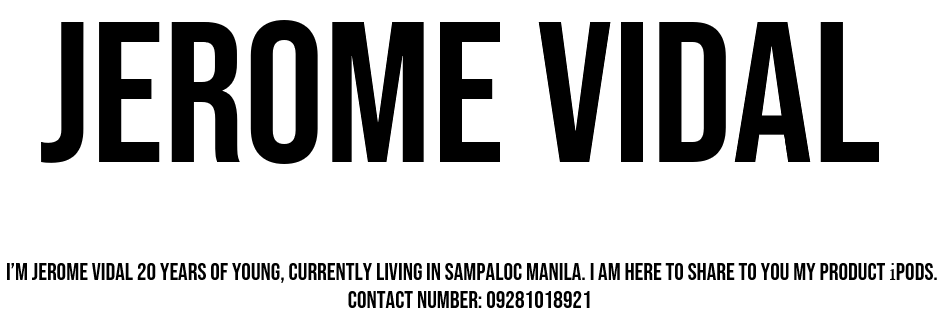 JEROME VIDAL
I'M JEROME VIDAL 20 YEARS OF YOUNG, CURRENTLY LIVING IN SAMPALOC MANILA. I AM HERE TO SHARE TO YOU MY PRODUCT iPODS.
CONTACT NUMBER: 09281018921